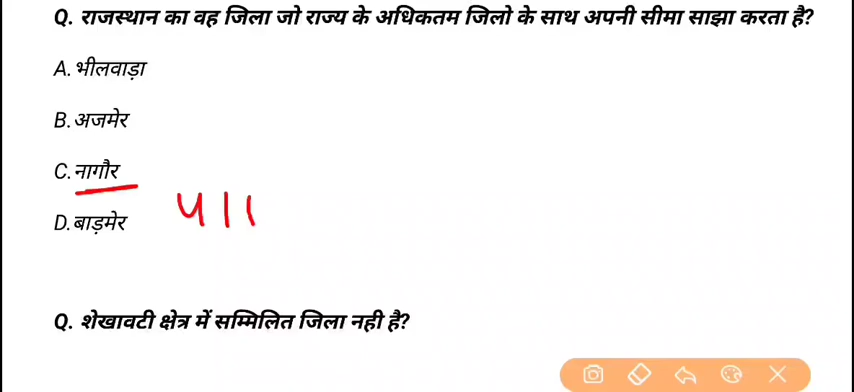 Q. राजस्थान का वह जिला जो राज्य के अधिकतम जिलो के साथ अपनी सीमा साझा करता है?
A. भीलवाड़ा
B. अजमेर
C. नागौर
D. बाड़मेर
Q. शेखावटी क्षेत्र में सम्मिलित जिला नही है?